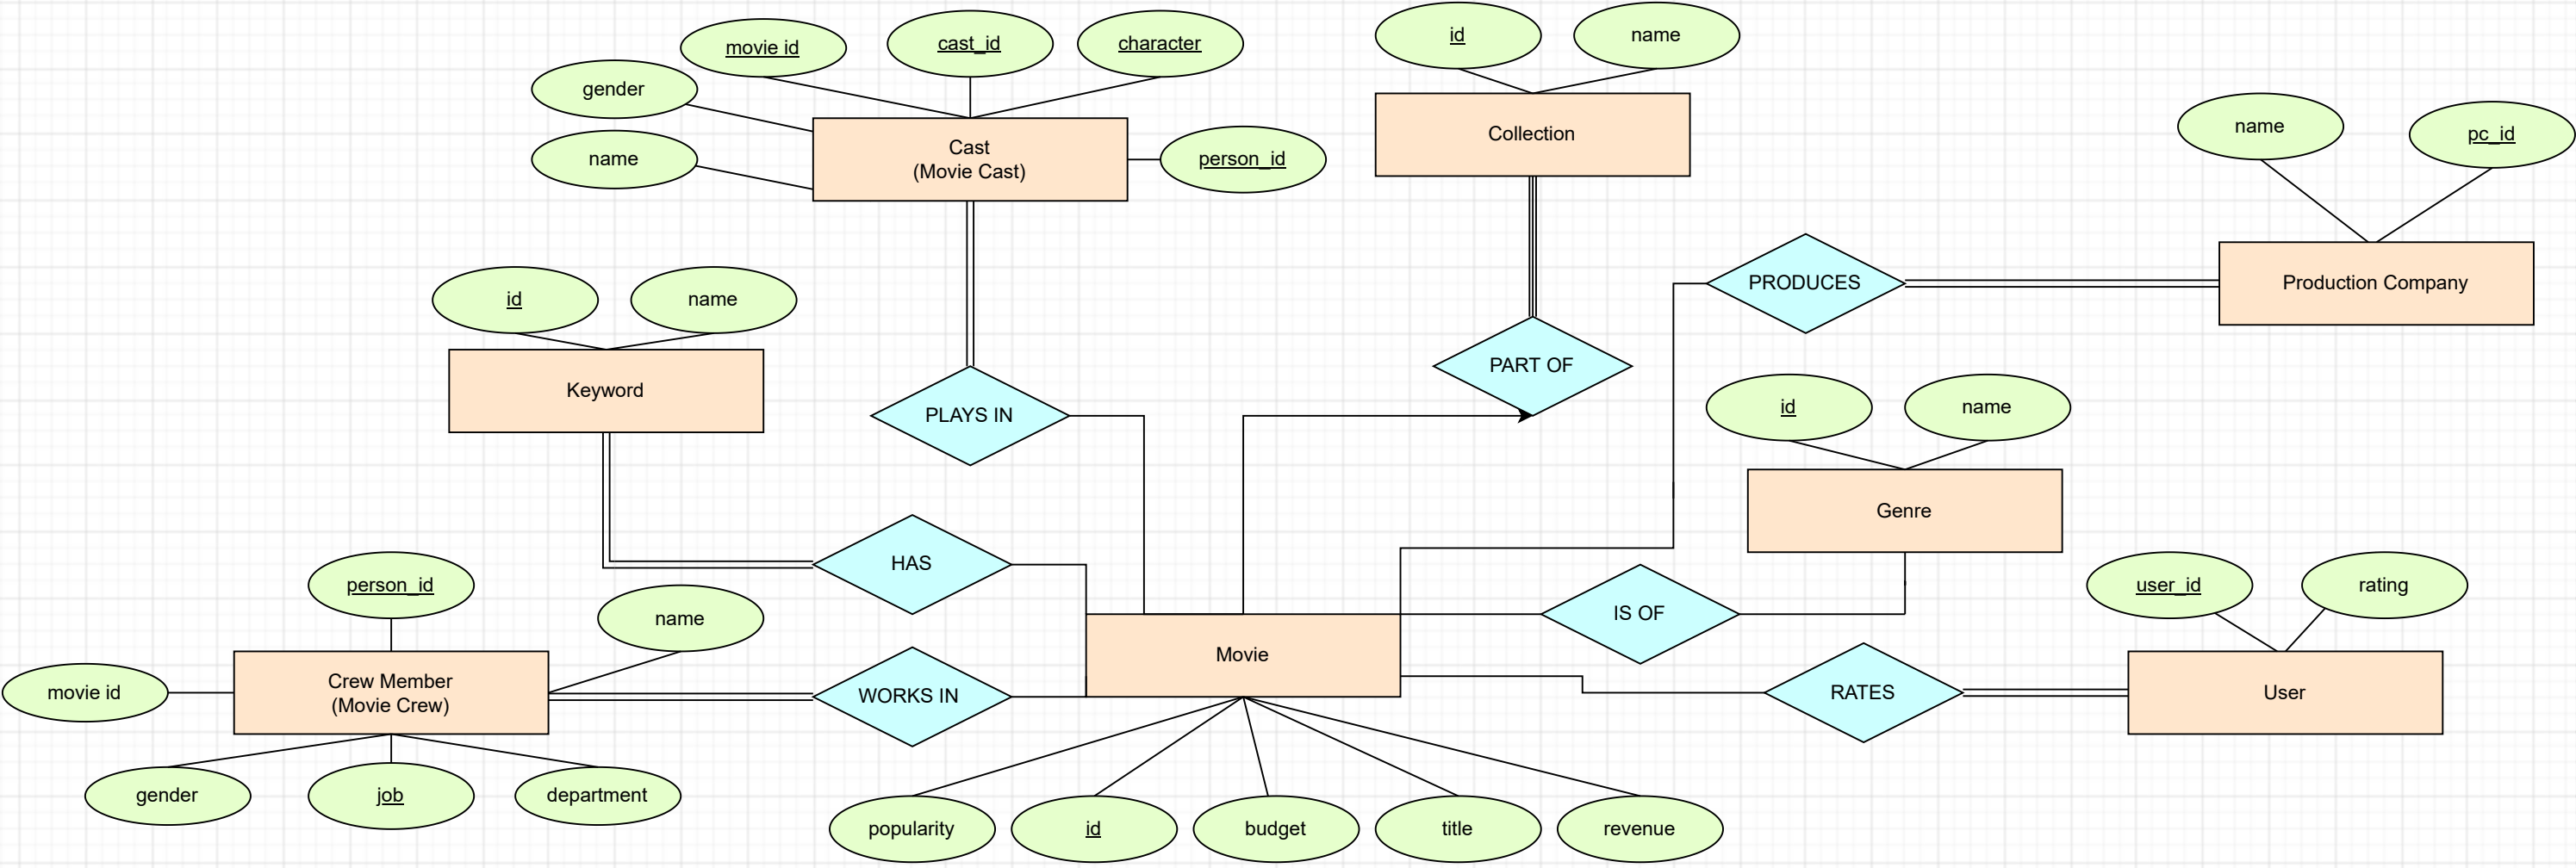 id
name
movie id
cast_id
character
gender
name
Cast
(Movie Cast)
person_id
Collection
name
pc_id
PRODUCES
Production Company
id
name
Keyword
PLAYS IN
PART OF
id
name
Genre
HAS
IS OF
person_id
name
user_id
rating
movie id
Crew Member
(Movie Crew)
WORKS IN
Movie
RATES
User
gender
job
department
popularity
id
budget
title
revenue